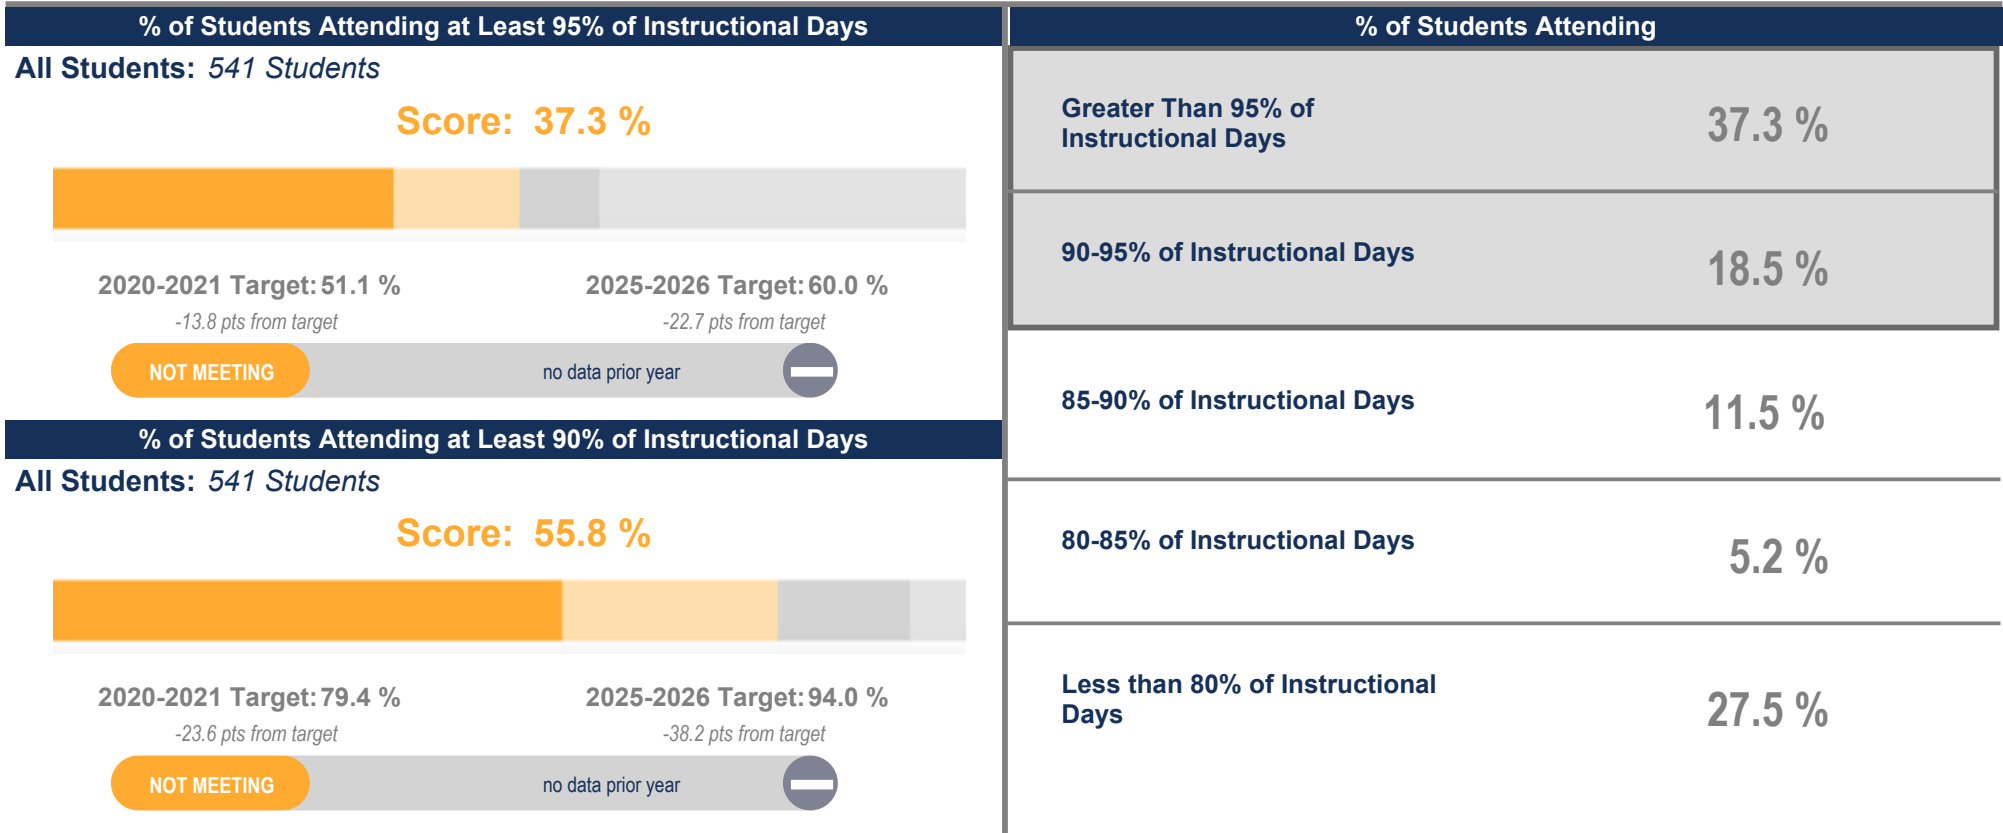 % of Students Attending at Least 95% of Instructional Days
All Students: 541 Students
Score: 37.3 %
2020-2021 Target: 51.1 % 2025-2026 Target: 60.0 %
-13.8 pts from target -22.7 pts from target
NOT MEETING no data prior year
% of Students Attending at Least 90% of Instructional Days
All Students: 541 Students
Score: 55.8 %
2020-2021 Target: 79.4 % 2025-2026 Target: 94.0 %
-23.6 pts from target -38.2 pts from target
NOT MEETING no data prior year
% of Students Attending
Greater Than 95% of
Instructional Days
37.3 %
90-95% of Instructional Days
18.5 %
85-90% of Instructional Days
11.5 %
80-85% of Instructional Days
5.2 %
Less than 80% of Instructional
Days
27.5 %